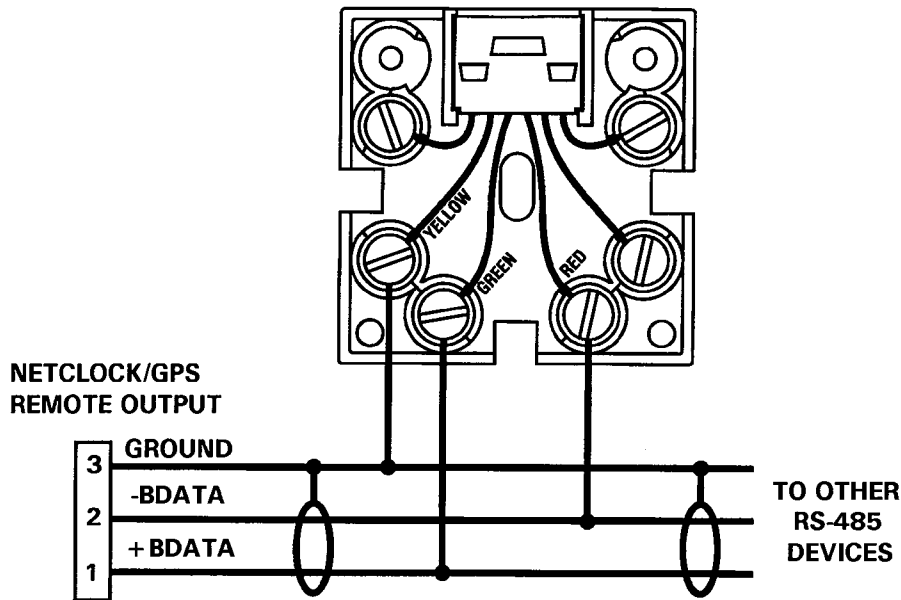 YELLOW
GREEN
RED
NETCLOCK/GPS
REMOTE OUTPUT
3
GROUND
-BDATA
2
+BDATA
1
TO OTHER
RS-485
DEVICES